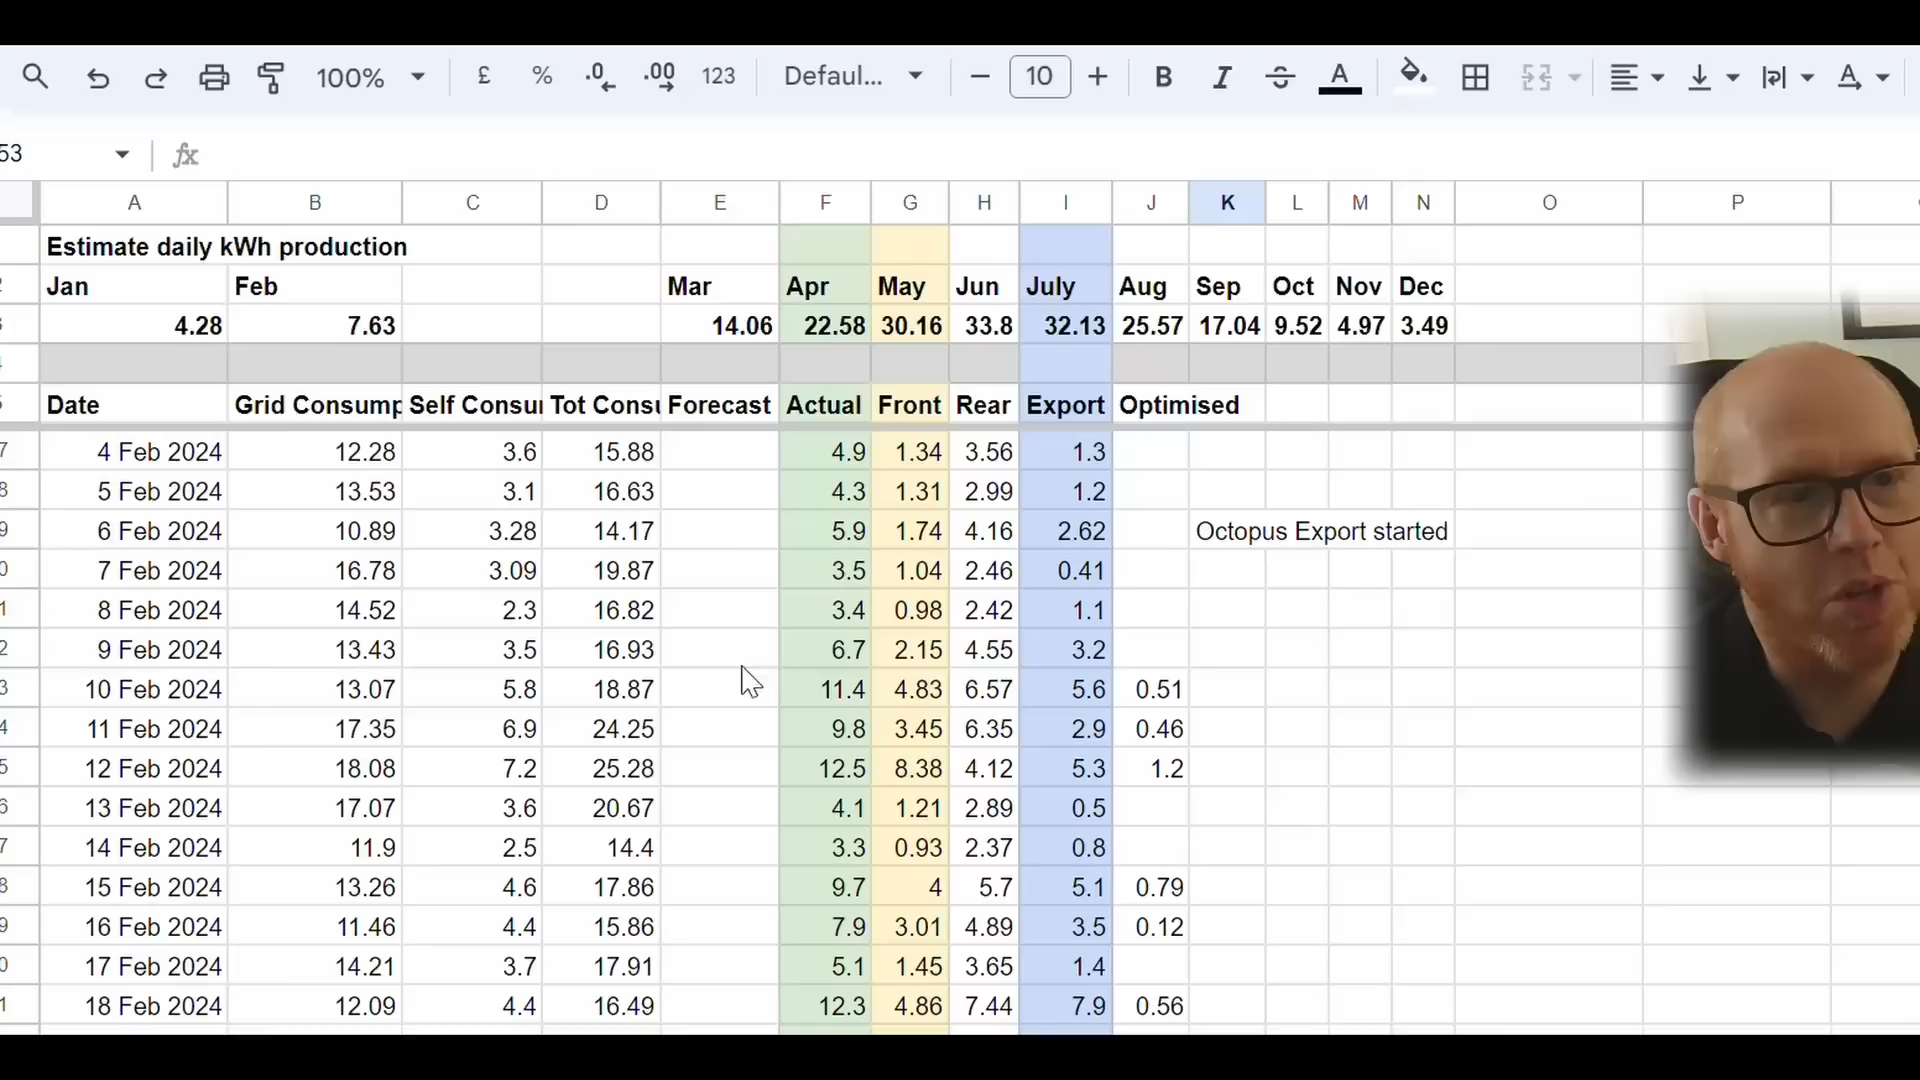 100% £ % .0 .00 123 Defaul... 10 B I A A
53 fx
A B C D E F G H I J K L M N O P
Estimate daily kWh production
Jan Feb Mar Apr May Jun July Aug Sep Oct Nov Dec
4.28 7.63 14.06 22.58 30.16 33.8 32.13 25.57 17.04 9.52 4.97 3.49
Date Grid Consump Self Consu Tot Consu Forecast Actual Front Rear Export Optimised
7 4 Feb 2024 12.28 3.6 15.88 4.9 1.34 3.56 1.3
8 5 Feb 2024 13.53 3.1 16.63 4.3 1.31 2.99 1.2
9 6 Feb 2024 10.89 3.28 14.17 5.9 1.74 4.16 2.62 Octopus Export started
0 7 Feb 2024 16.78 3.09 19.87 3.5 1.04 2.46 0.41
1 8 Feb 2024 14.52 2.3 16.82 3.4 0.98 2.42 1.1
2 9 Feb 2024 13.43 3.5 16.93 6.7 2.15 4.55 3.2
3 10 Feb 2024 13.07 5.8 18.87 11.4 4.83 6.57 5.6 0.51
4 11 Feb 2024 17.35 6.9 24.25 9.8 3.45 6.35 2.9 0.46
5 12 Feb 2024 18.08 7.2 25.28 12.5 8.38 4.12 5.3 1.2
6 13 Feb 2024 17.07 3.6 20.67 4.1 1.21 2.89 0.5
7 14 Feb 2024 11.9 2.5 14.4 3.3 0.93 2.37 0.8
8 15 Feb 2024 13.26 4.6 17.86 9.7 4 5.7 5.1 0.79
9 16 Feb 2024 11.46 4.4 15.86 7.9 3.01 4.89 3.5 0.12
0 17 Feb 2024 14.21 3.7 17.91 5.1 1.45 3.65 1.4
1 18 Feb 2024 12.09 4.4 16.49 12.3 4.86 7.44 7.9 0.56